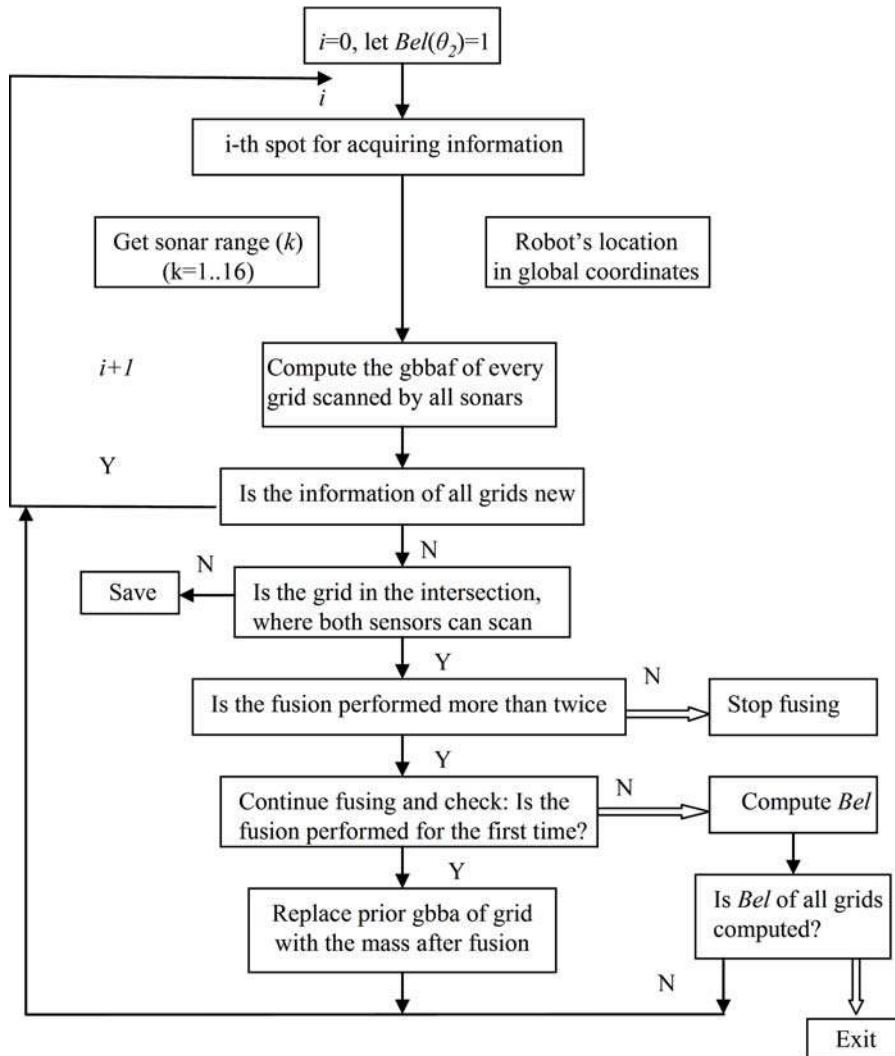 i=0, let Bel(θ₂)=1
i
i-th spot for acquiring information
Get sonar range (k)
(k=1..16)
Robot's location
in global coordinates
i+1
Compute the gbbaf of every
grid scanned by all sonars
Y
Is the information of all grids new
N
N
Save
Is the grid in the intersection,
where both sensors can scan
Y
Is the fusion performed more than twice
N
Stop fusing
Y
Continue fusing and check: Is the
fusion performed for the first time?
N
Compute Bel
Y
Replace prior gbba of grid
with the mass after fusion
Is Bel of all grids
computed?
N
Exit